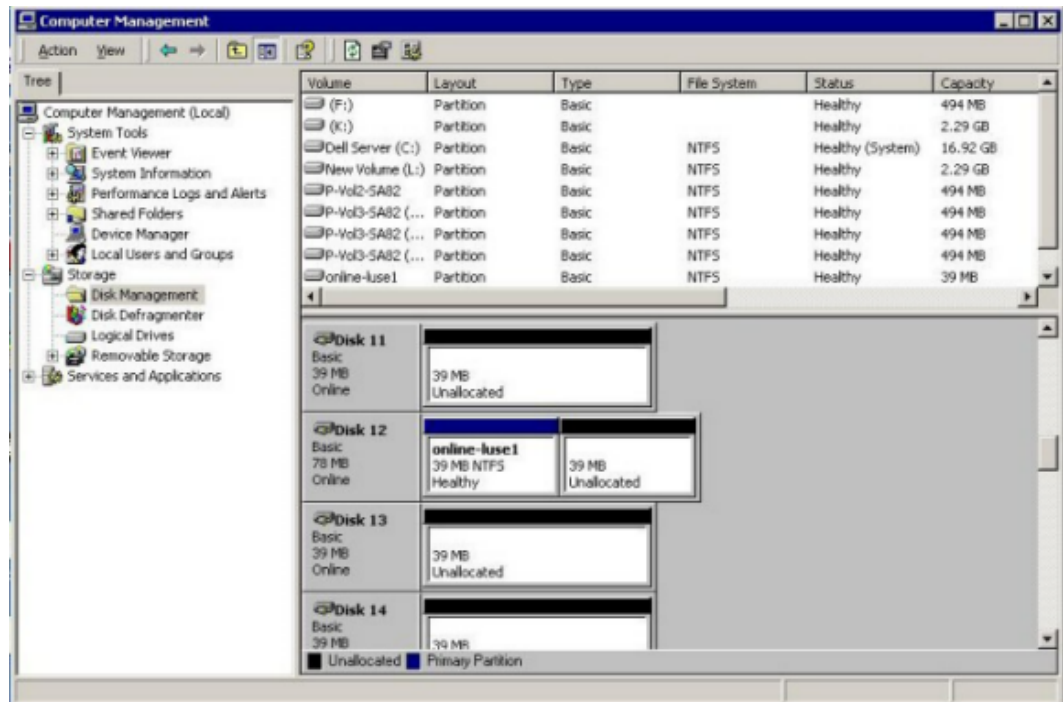 Computer Management
Action View
Tree
Computer Management (Local)
System Tools
Event Viewer
System Information
Performance Logs and Alerts
Shared Folders
Device Manager
Local Users and Groups
Storage
Disk Management
Disk Defragmenter
Logical Drives
Removable Storage
Services and Applications
Volume Layout Type File System Status Capacity
(F:) Partition Basic Healthy 494 MB
(K:) Partition Basic Healthy 2.29 GB
Dell Server (C:) Partition Basic NTFS Healthy (System) 16.92 GB
New Volume (L:) Partition Basic NTFS Healthy 2.29 GB
P-Vol2-SA82 Partition Basic NTFS Healthy 494 MB
P-Vol3-SA82 (... Partition Basic NTFS Healthy 494 MB
P-Vol3-SA82 (... Partition Basic NTFS Healthy 494 MB
P-Vol3-SA82 (... Partition Basic NTFS Healthy 494 MB
online-luse1 Partition Basic NTFS Healthy 39 MB
Disk 11
Basic
39 MB
Online
39 MB
Unallocated
Disk 12
Basic
78 MB
Online
online-luse1
39 MB NTFS
Healthy
39 MB
Unallocated
Disk 13
Basic
39 MB
Online
39 MB
Unallocated
Disk 14
Basic
39 MB
39 MB
Unallocated Primary Partition